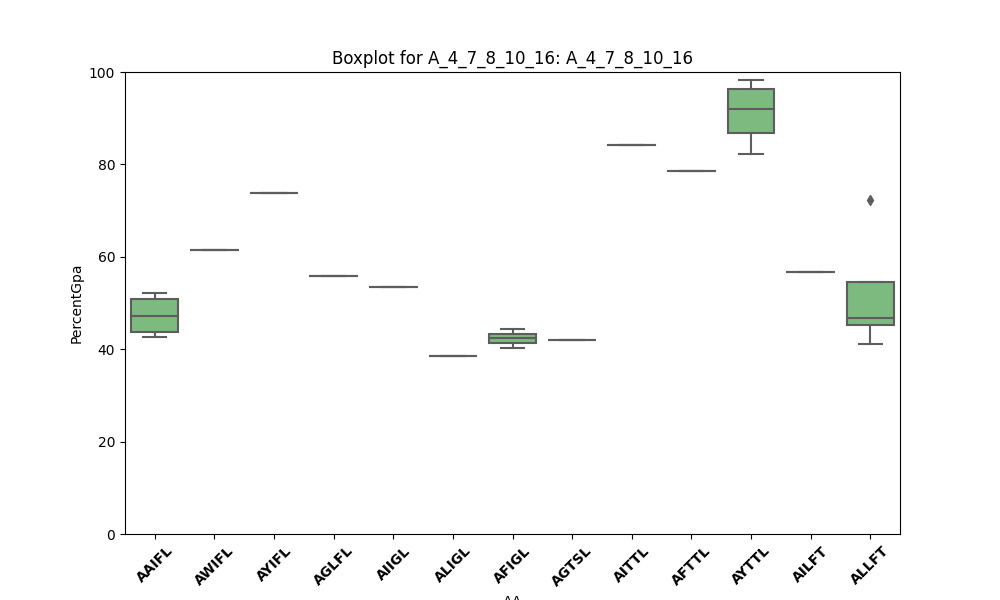 Boxplot for A_4_7_8_10_16: A_4_7_8_10_16
100
80
60
40
20
0
PercentGpa
AAIFL
AWIFL
AYIFL
AGLFL
AIIGL
ALIGL
AFIGL
AGTSL
AITTL
AFTTL
AYTTL
AILFT
ALLFT